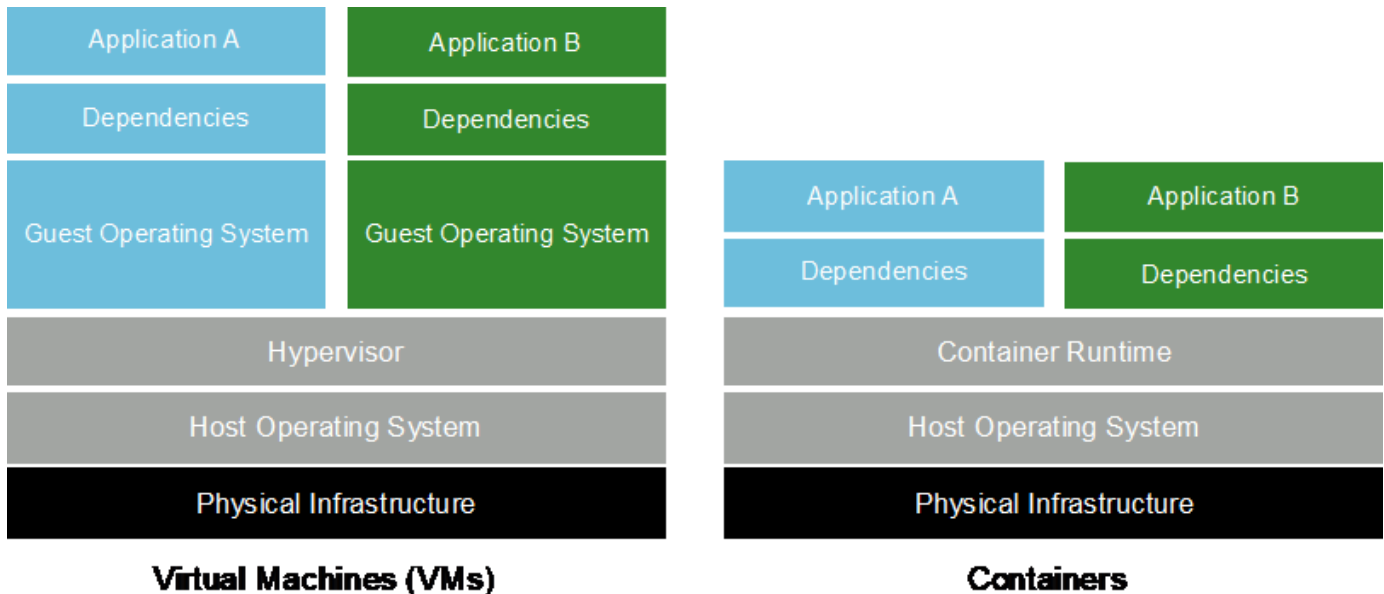 Application A
Application B
Dependencies
Dependencies
Guest Operating System
Guest Operating System
Hypervisor
Host Operating System
Physical Infrastructure
Virtual Machines (VMs)
Application A
Application B
Dependencies
Dependencies
Container Runtime
Host Operating System
Physical Infrastructure
Containers